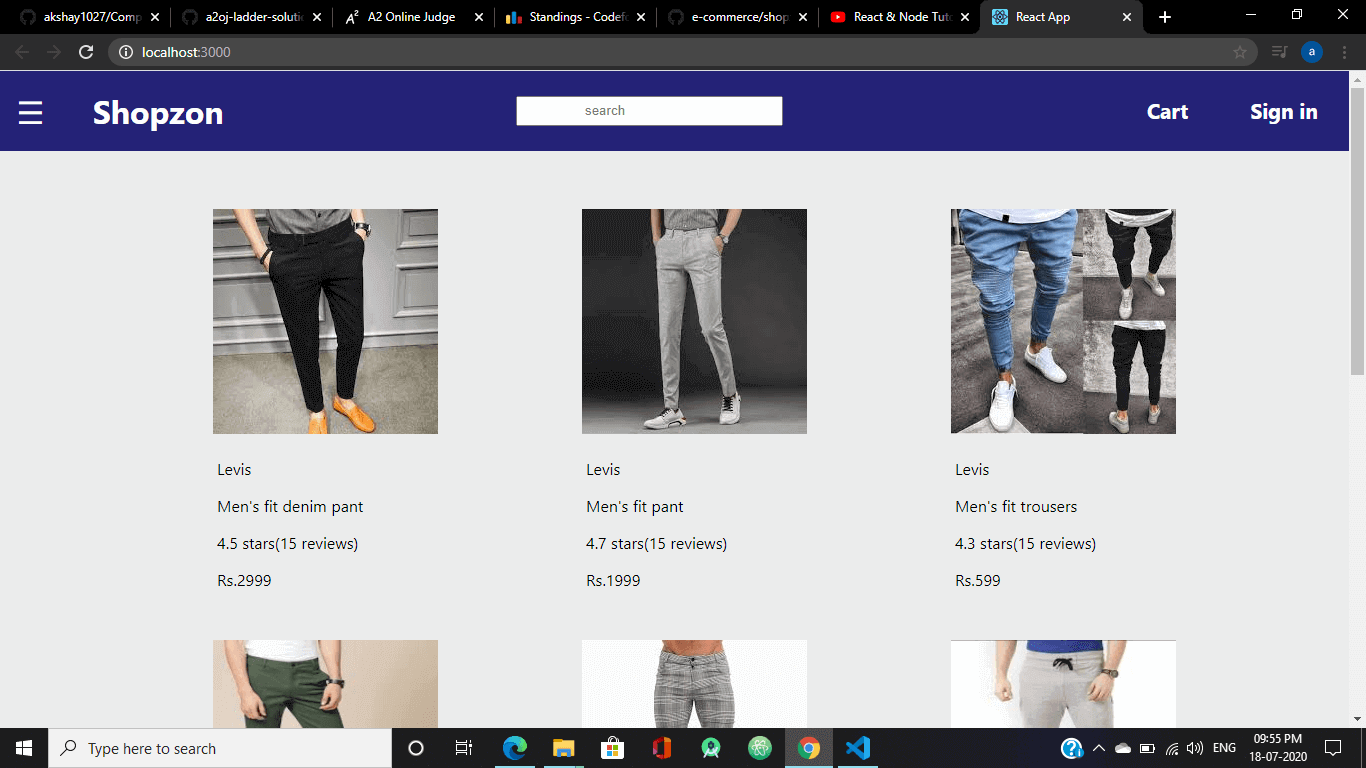 akshay1027/Comp
a2oj-ladder-soluti
A2 A2 Online Judge
Standings - Codefo
e-commerce/shop
React & Node Tuto
React App
localhost:3000
a
☰ Shopzon
search
Cart
Sign in
Levis
Men's fit denim pant
4.5 stars(15 reviews)
Rs.2999
Levis
Men's fit pant
4.7 stars(15 reviews)
Rs.1999
Levis
Men's fit trousers
4.3 stars(15 reviews)
Rs.599
Type here to search
ENG
09:55 PM
18-07-2020